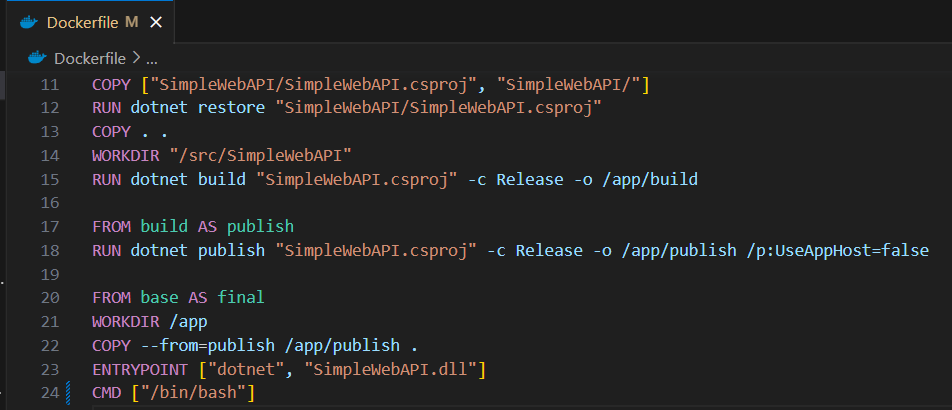 Dockerfile M ×
Dockerfile > ...
11 COPY ["SimpleWebAPI/SimpleWebAPI.csproj", "SimpleWebAPI/"]
12 RUN dotnet restore "SimpleWebAPI/SimpleWebAPI.csproj"
13 COPY . .
14 WORKDIR "/src/SimpleWebAPI"
15 RUN dotnet build "SimpleWebAPI.csproj" -c Release -o /app/build
16
17 FROM build AS publish
18 RUN dotnet publish "SimpleWebAPI.csproj" -c Release -o /app/publish /p:UseAppHost=false
19
20 FROM base AS final
21 WORKDIR /app
22 COPY --from=publish /app/publish .
23 ENTRYPOINT ["dotnet", "SimpleWebAPI.dll"]
24 CMD ["/bin/bash"]